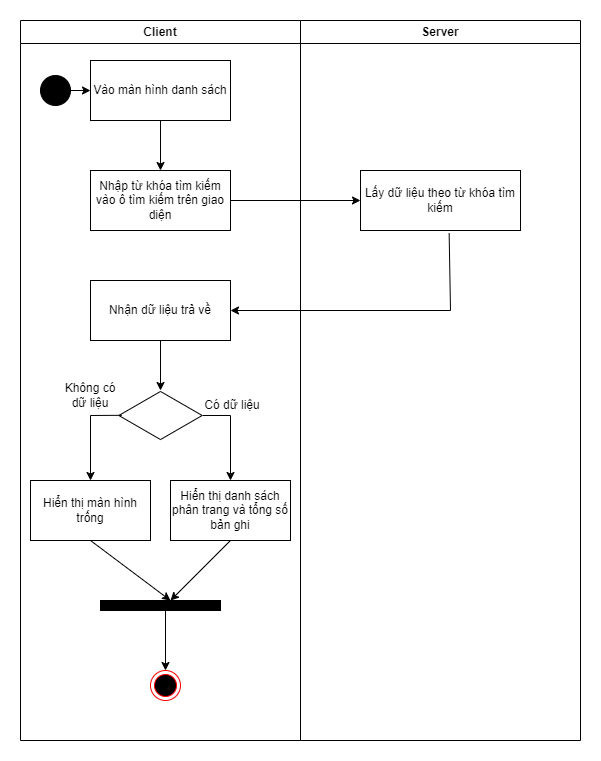 Client
Server
Vào màn hình danh sách
Nhập từ khóa tìm kiếm
vào ô tìm kiếm trên giao
diện
Lấy dữ liệu theo từ khóa tìm
kiếm
Nhận dữ liệu trả về
Không có
dữ liệu
Có dữ liệu
Hiển thị màn hình
trống
Hiển thị danh sách
phân trang và tổng số
bản ghi